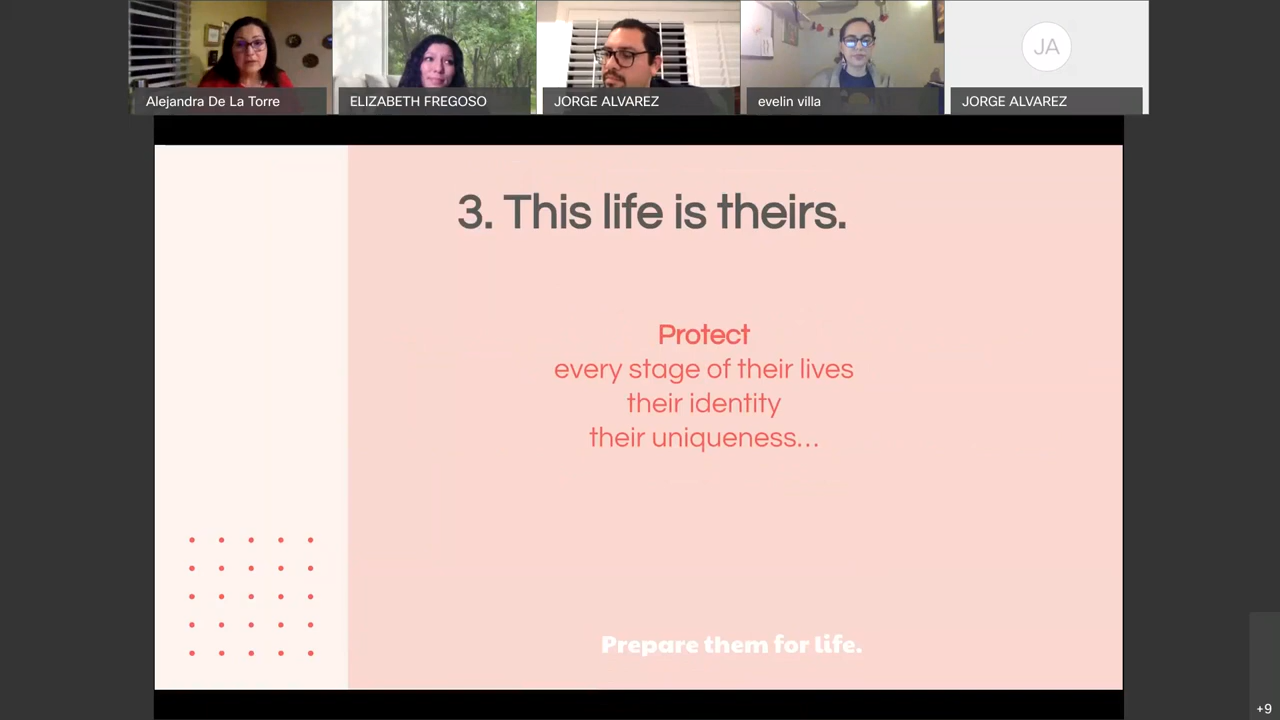 Alejandra De La Torre
ELIZABETH FREGOSO
JORGE ALVAREZ
evelin villa
JA
JORGE ALVAREZ
3. This life is theirs.
Protect
every stage of their lives
their identity
their uniqueness…
Prepare them for life.
+9